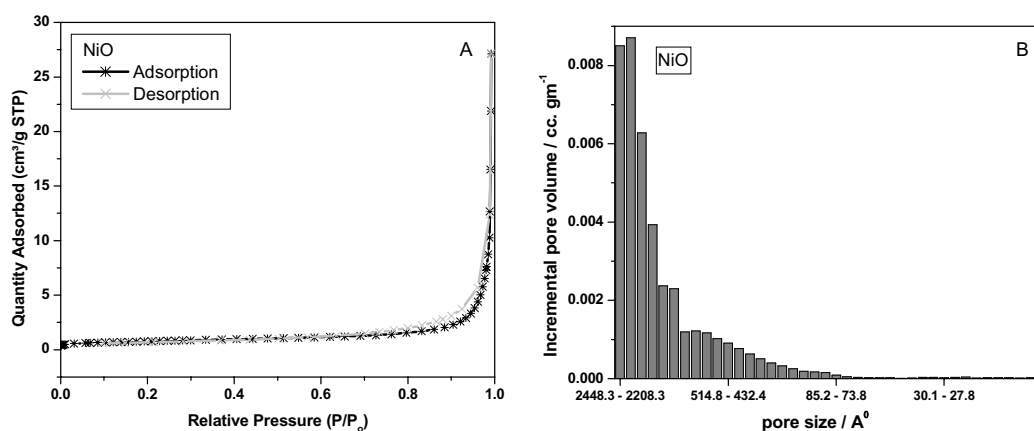 A
NiO
Adsorption
Desorption
Quantity Adsorbed (cm³/g STP)
30
25
20
15
10
5
0
0.0 0.2 0.4 0.6 0.8 1.0
Relative Pressure (P/Po)
B
NiO
Incremental pore volume / cc. gm-1
0.008
0.006
0.004
0.002
0.000
2448.3 - 2208.3 514.8 - 432.4 85.2 - 73.8 30.1 - 27.8
pore size / A⁰